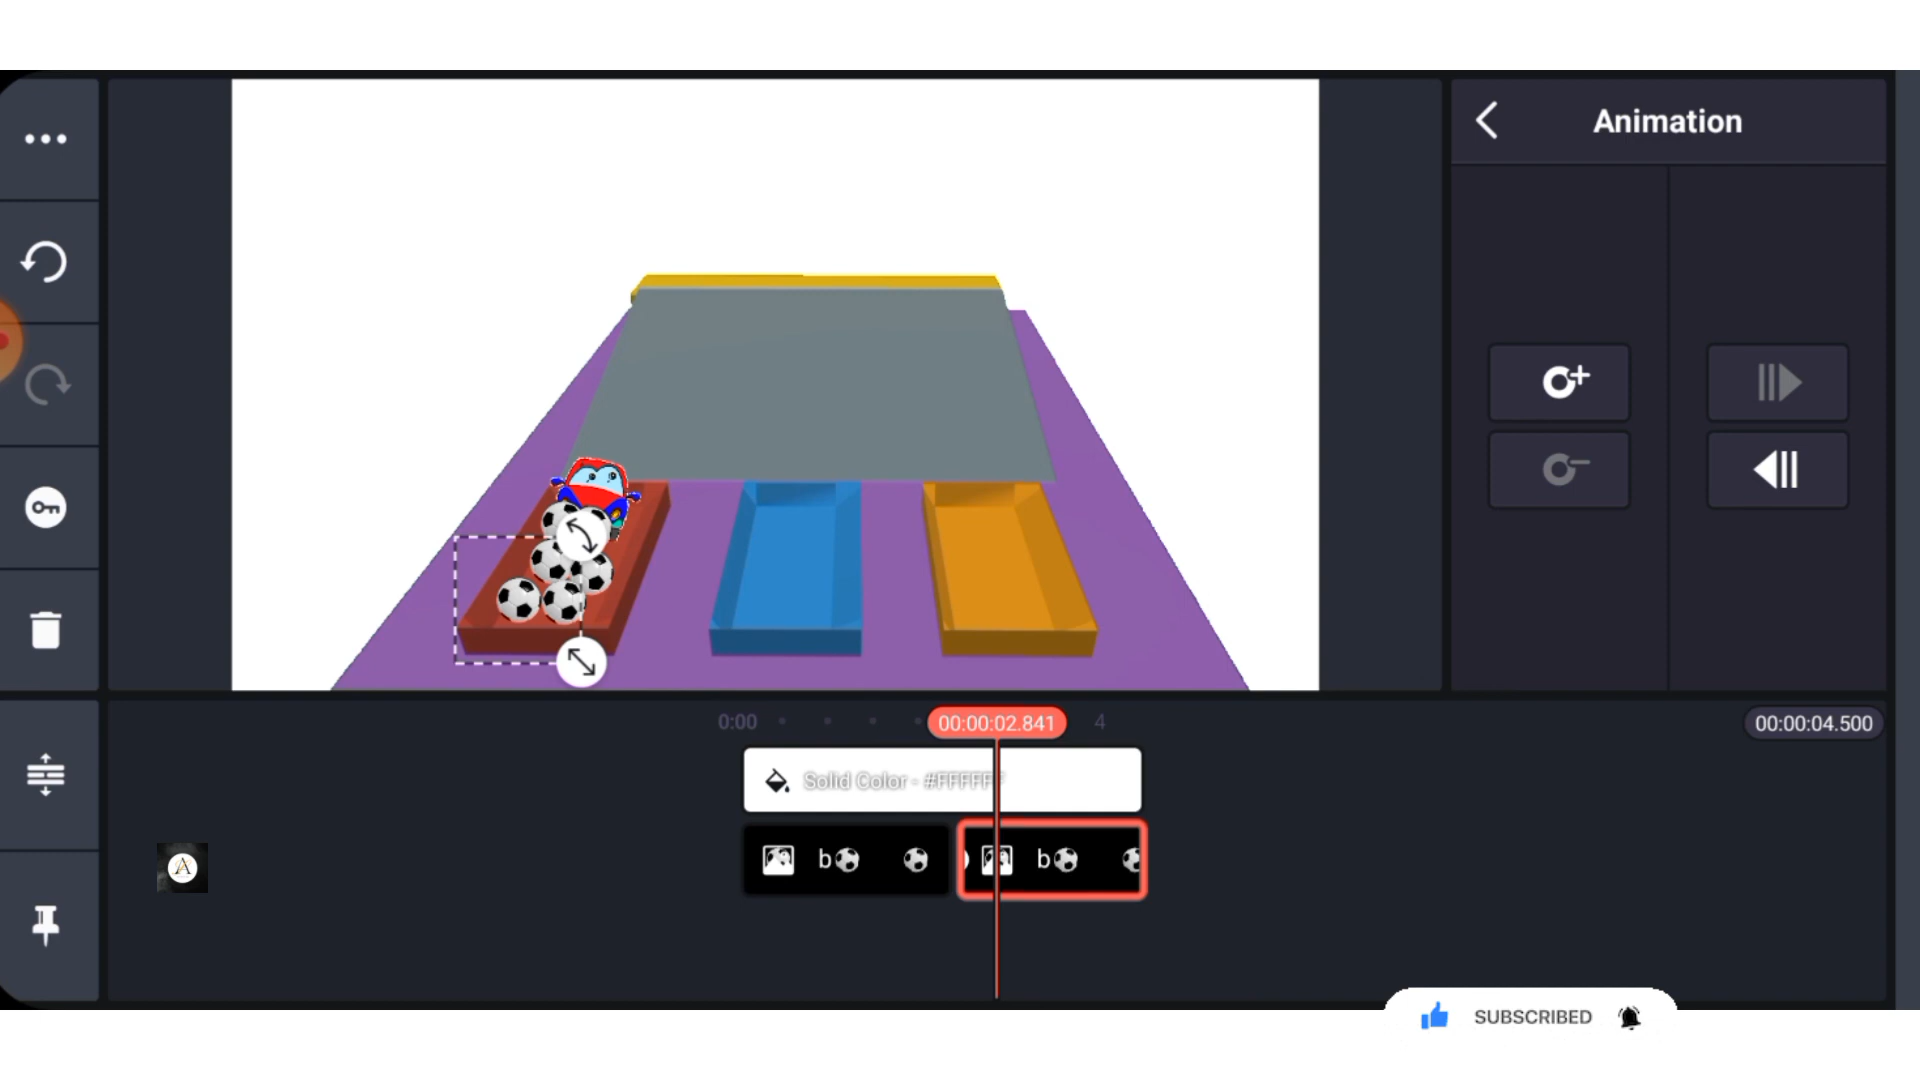 Animation
0:00
00:00:02.841
4
00:00:04.500
Solid Color - #FFFFFF
b
b
A
SUBSCRIBED